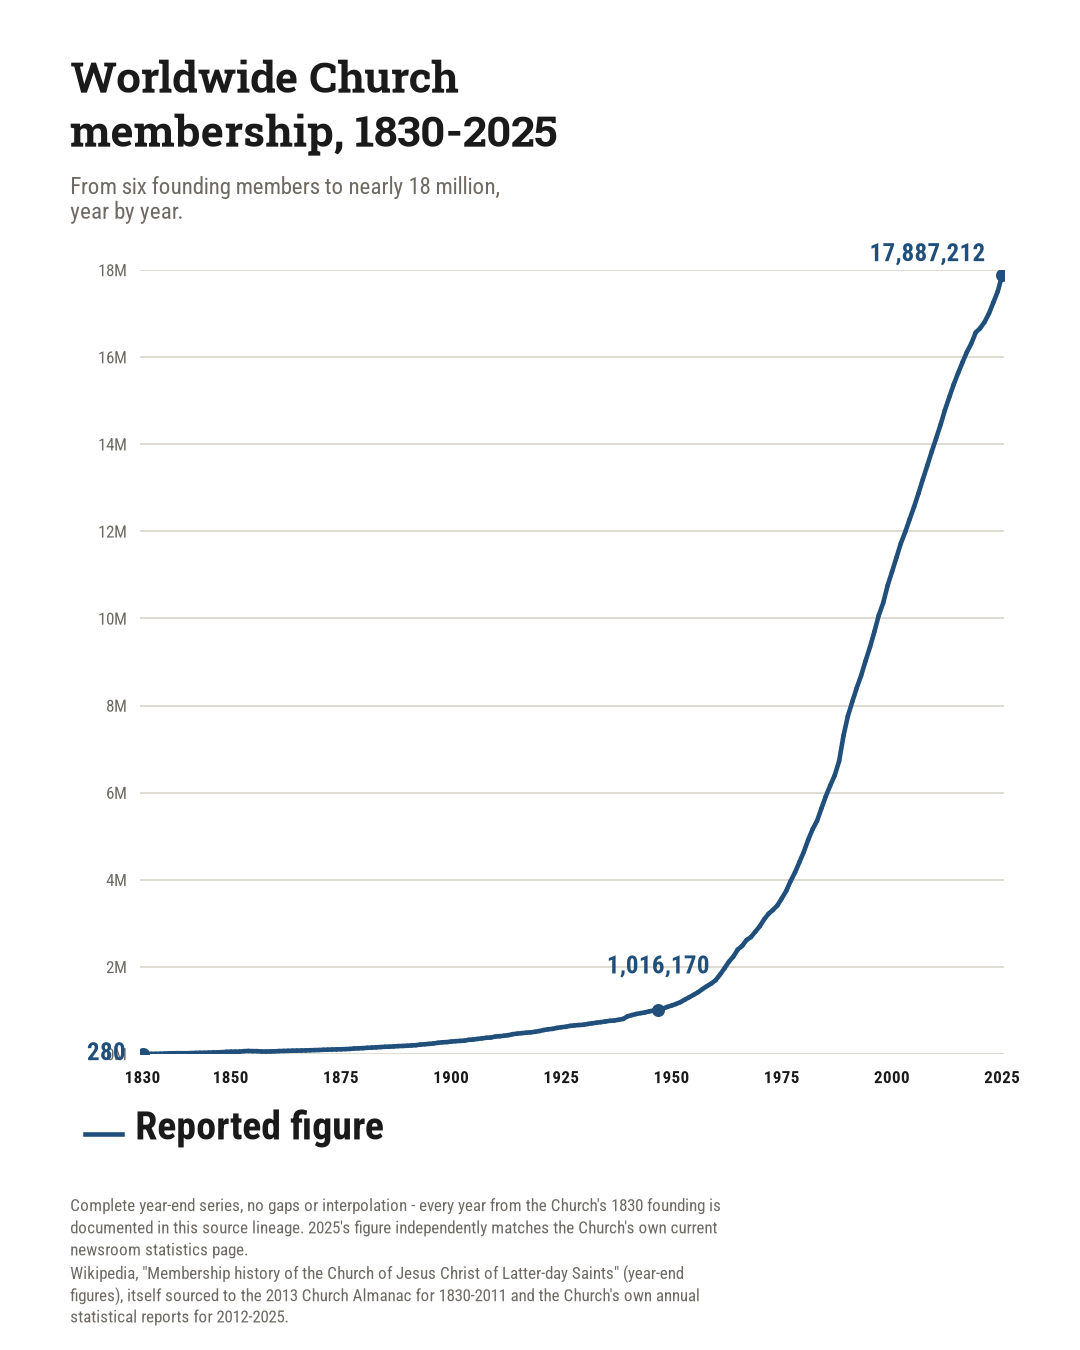 Worldwide Church
membership, 1830-2025
From six founding members to nearly 18 million,
year by year.
17,887,212
18M
16M
14M
12M
10M
8M
6M
4M
2M
1,016,170
280
0M
1830 1850 1875 1900 1925 1950 1975 2000 2025
Reported figure
Complete year-end series, no gaps or interpolation - every year from the Church's 1830 founding is
documented in this source lineage. 2025's figure independently matches the Church's own current
newsroom statistics page.
Wikipedia, "Membership history of the Church of Jesus Christ of Latter-day Saints" (year-end
figures), itself sourced to the 2013 Church Almanac for 1830-2011 and the Church's own annual
statistical reports for 2012-2025.